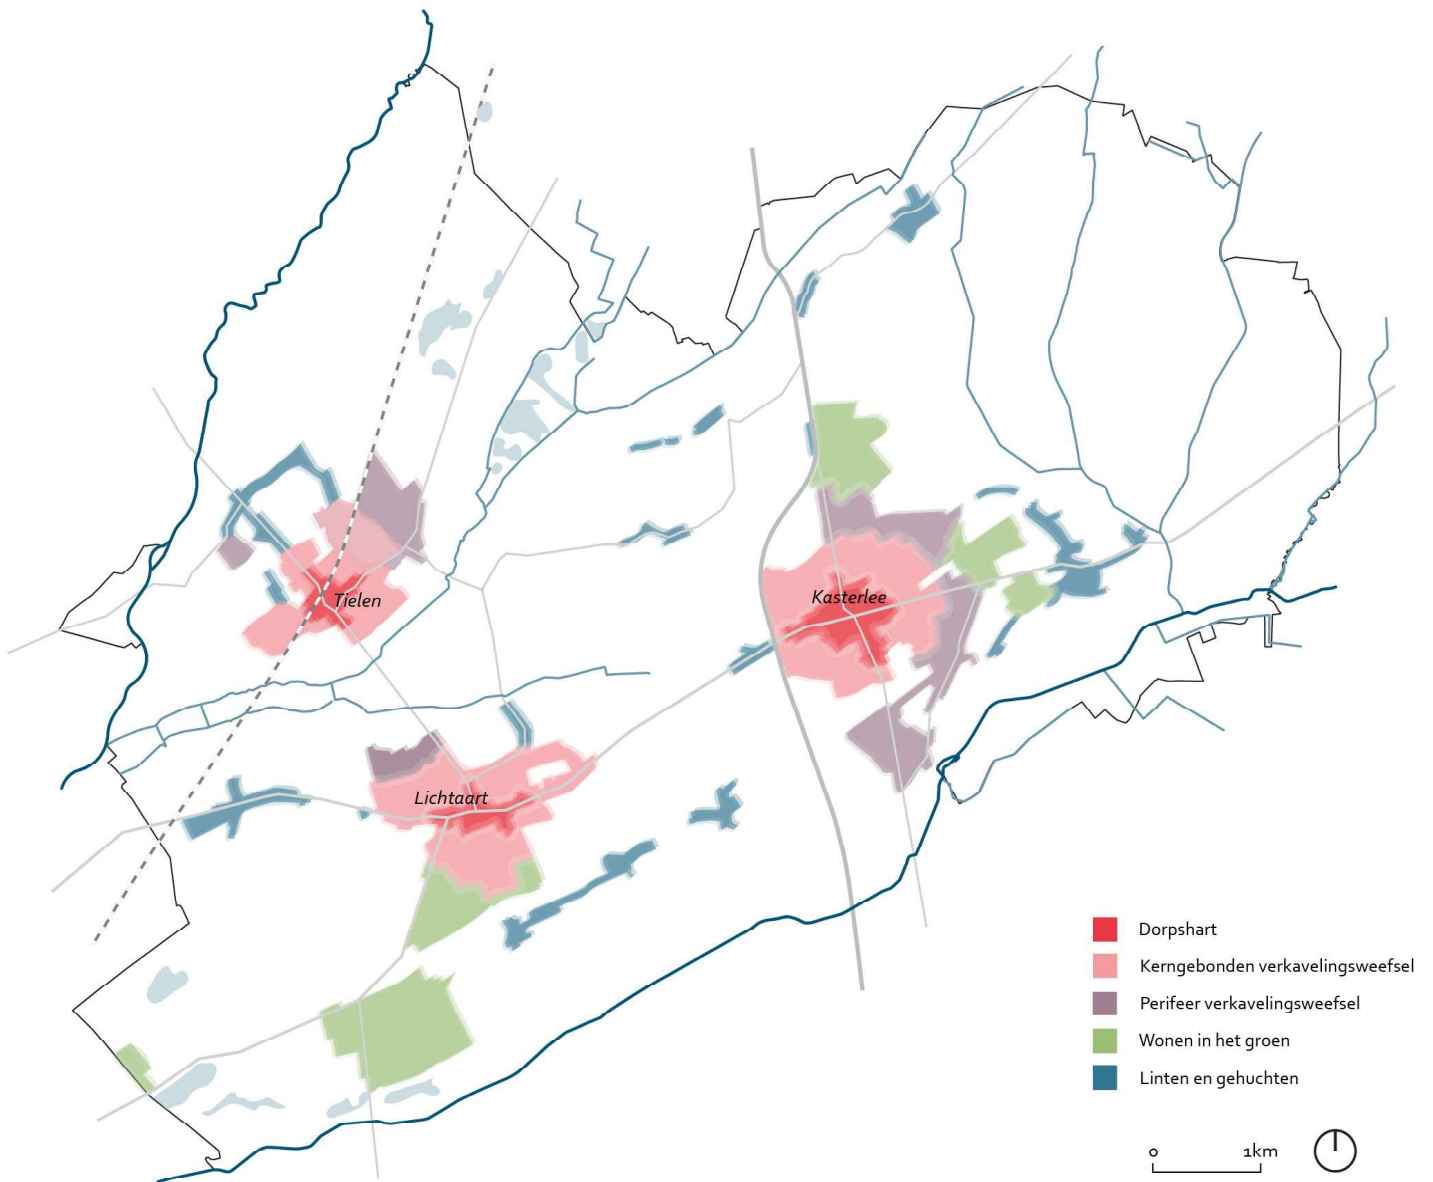 Tielen
Kasterlee
Lichtaart
Dorpshart
Kerngebonden verkavelingsweefsel
Perifeer verkavelingsweefsel
Wonen in het groen
Linten en gehuchten
0 1km